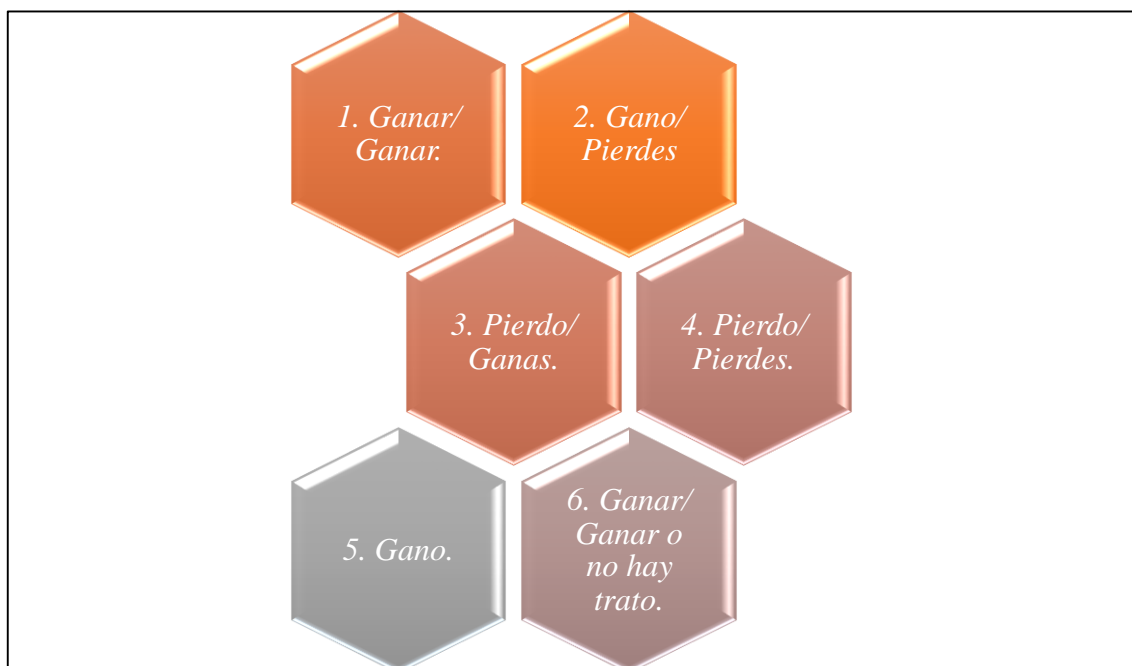 1. Ganar/
Ganar.
2. Gano/
Pierdes
3. Pierdo/
Ganas.
4. Pierdo/
Pierdes.
5. Gano.
6. Ganar/
Ganar o
no hay
trato.